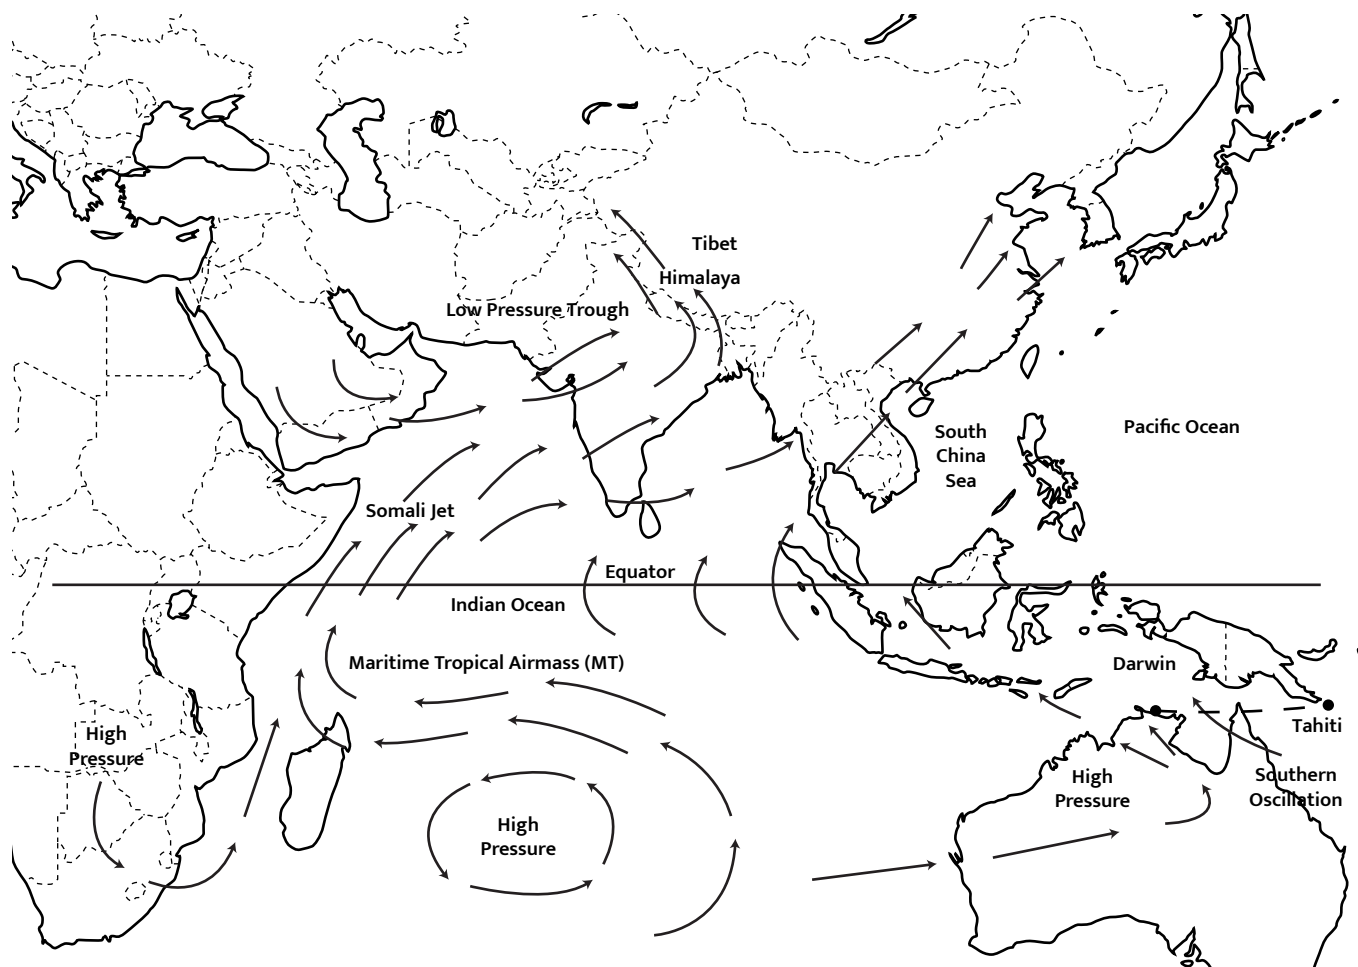 Tibet
Himalaya
Low Pressure Trough
South
China
Sea
Pacific Ocean
Somali Jet
Equator
Indian Ocean
Maritime Tropical Airmass (MT)
Darwin
Tahiti
High
Pressure
High
Pressure
Southern
Oscillation
High
Pressure